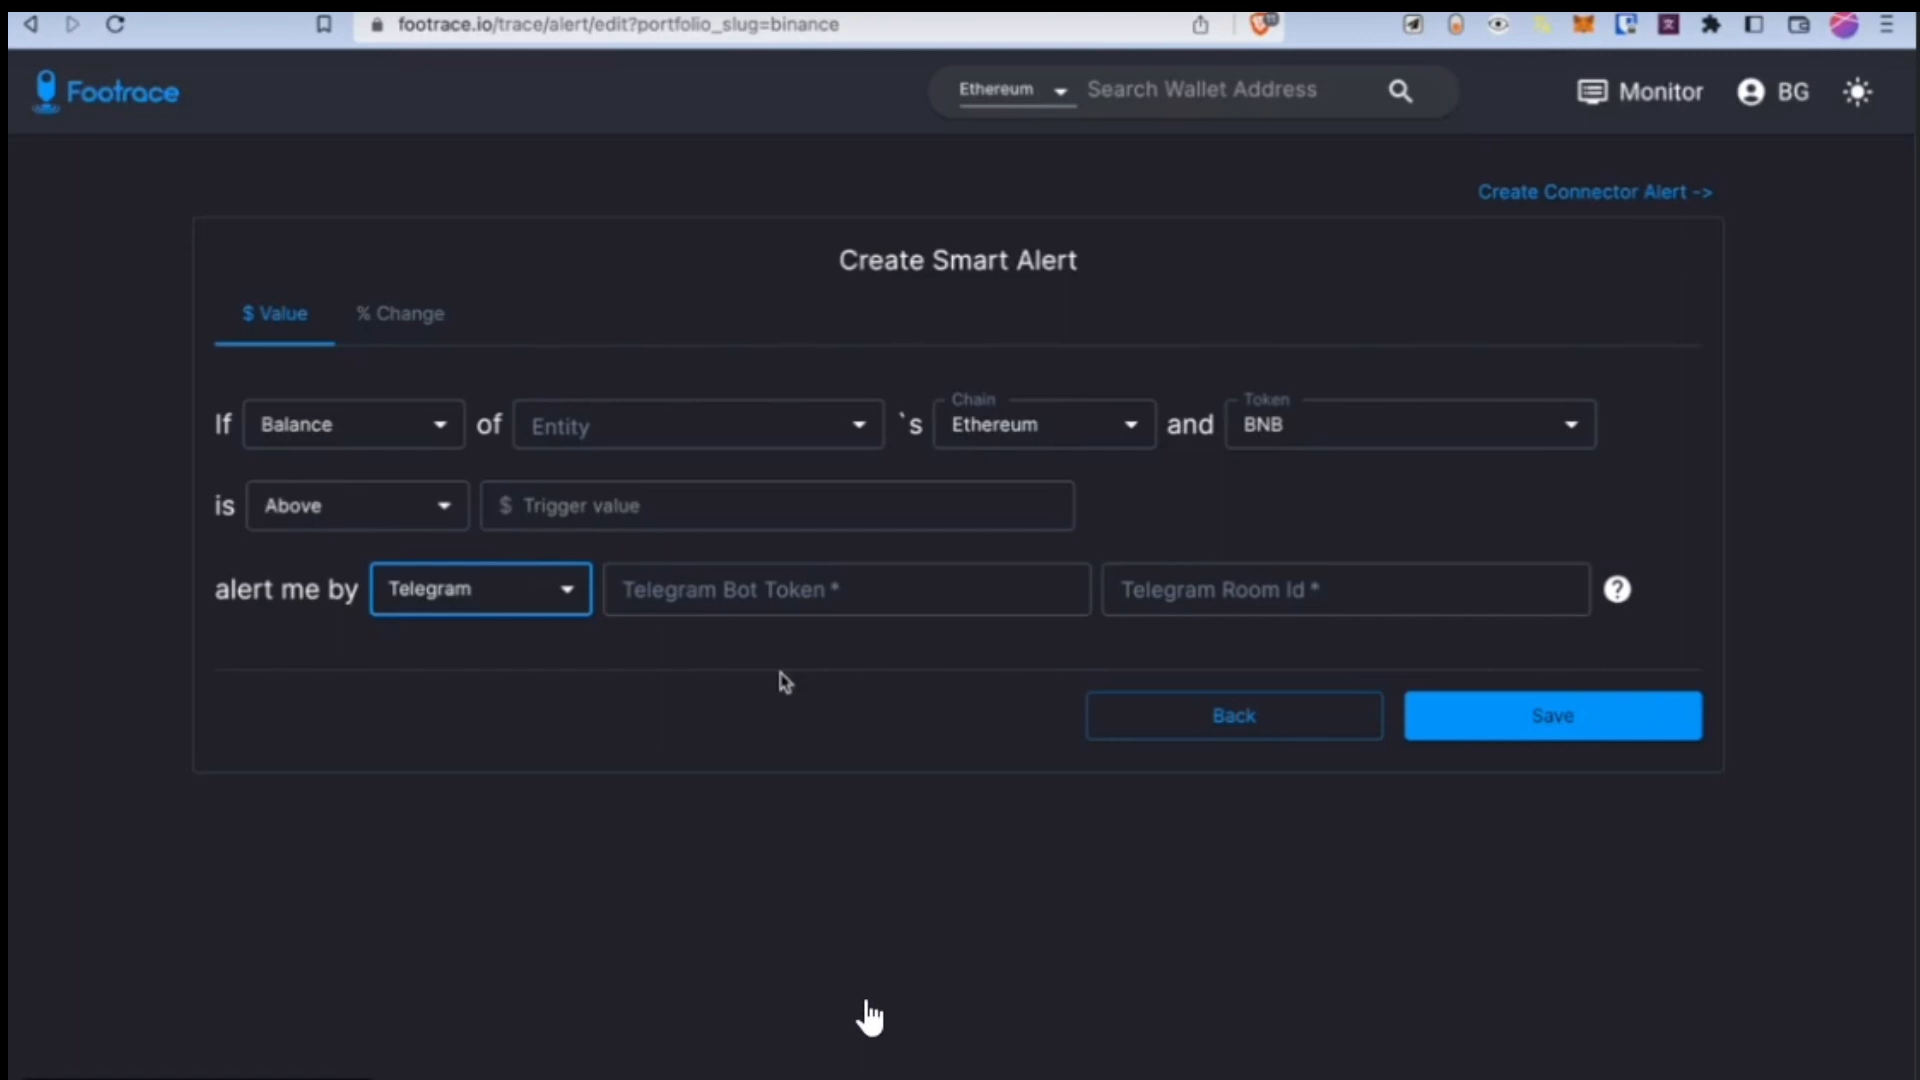 footrace.io/trace/alert/edit?portfolio_slug=binance
Footrace
Ethereum Search Wallet Address
Monitor
BG
Create Connector Alert ->
Create Smart Alert
$ Value
% Change
If Balance of Entity `s Chain Ethereum and Token BNB
is Above $ Trigger value
alert me by Telegram Telegram Bot Token * Telegram Room Id * ?
Back
Save